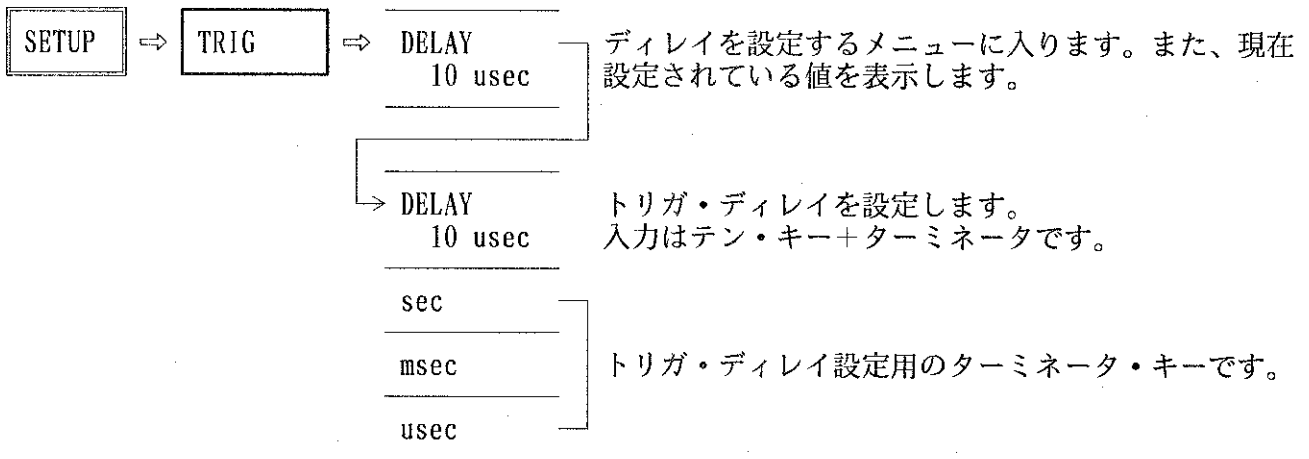 SETUP ⇨ TRIG ⇨ DELAY
10 usec
ディレイを設定するメニューに入ります。また、現在
設定されている値を表示します。
DELAY
10 usec
トリガ・ディレイを設定します。
入力はテン・キー+ターミネータです。
sec
msec
usec
トリガ・ディレイ設定用のターミネータ・キーです。